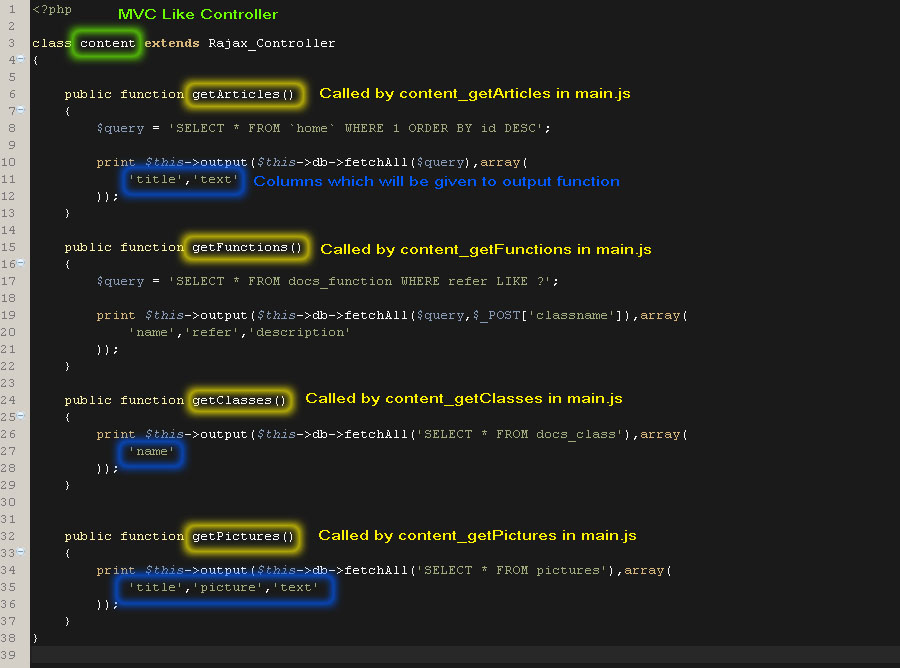 1 <?php
MVC Like Controller
2
3 class content extends Rajax_Controller
4 {
5
6 public function getArticles() Called by content_getArticles in main.js
7 {
8 $query = 'SELECT * FROM `home` WHERE 1 ORDER BY id DESC';
9
10 print $this->output($this->db->fetchAll($query),array(
11 'title','text' Columns which will be given to output function
12 ));
13 }
14
15 public function getFunctions() Called by content_getFunctions in main.js
16 {
17 $query = 'SELECT * FROM docs_function WHERE refer LIKE ?';
18
19 print $this->output($this->db->fetchAll($query,$_POST['classname']),array(
20 'name','refer','description'
21 ));
22 }
23
24 public function getClasses() Called by content_getClasses in main.js
25 {
26 print $this->output($this->db->fetchAll('SELECT * FROM docs_class'),array(
27 'name'
28 ));
29 }
30
31
32 public function getPictures() Called by content_getPictures in main.js
33 {
34 print $this->output($this->db->fetchAll('SELECT * FROM pictures'),array(
35 'title','picture','text'
36 ));
37 }
38 }
39